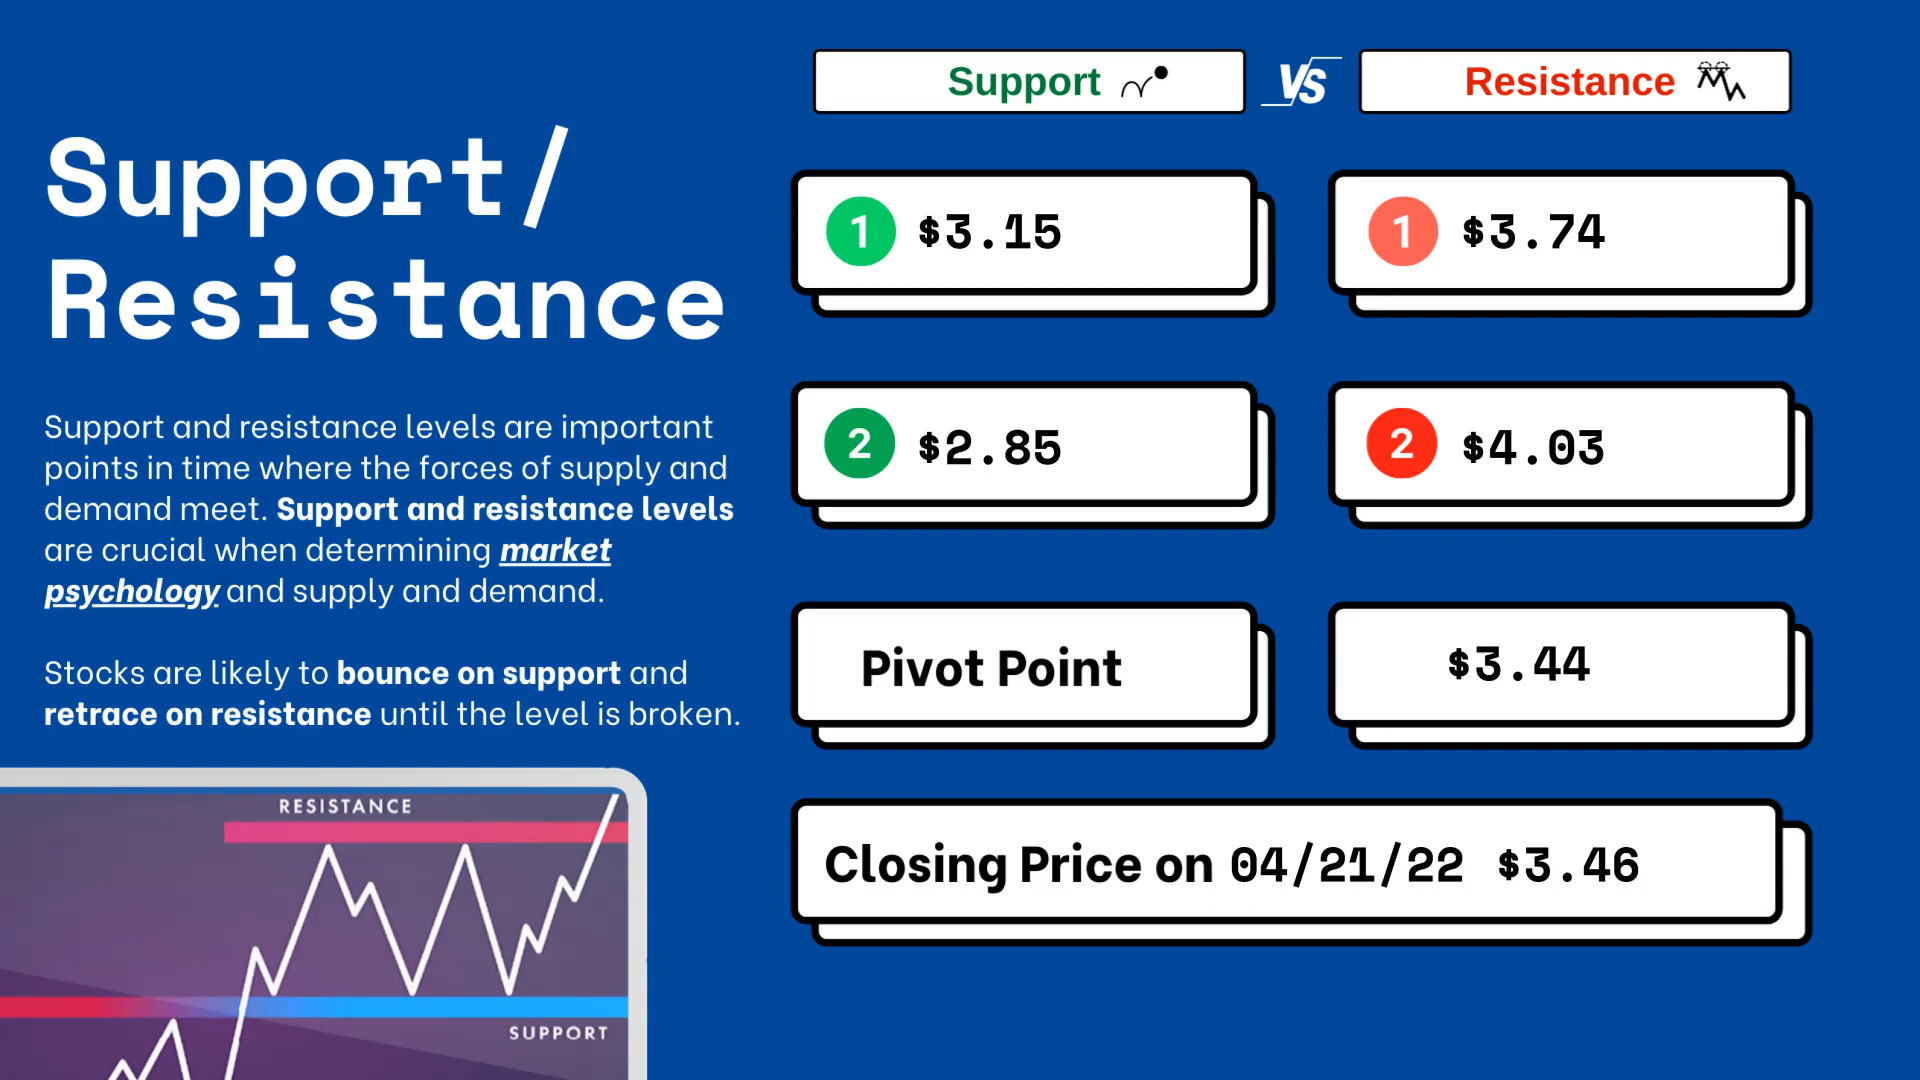 Support/
Resistance
Support and resistance levels are important
points in time where the forces of supply and
demand meet. Support and resistance levels
are crucial when determining market
psychology and supply and demand.
Stocks are likely to bounce on support and
retrace on resistance until the level is broken.
RESISTANCE
SUPPORT
Support VS Resistance
1 $3.15
1 $3.74
2 $2.85
2 $4.03
Pivot Point
$3.44
Closing Price on 04/21/22 $3.46